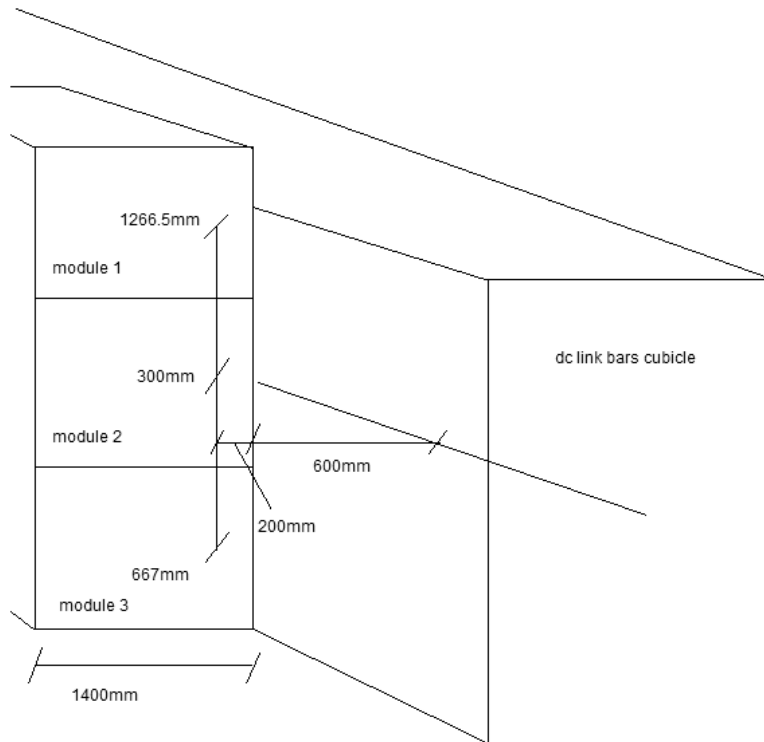 1266.5mm
module 1
dc link bars cubicle
300mm
module 2
600mm
200mm
667mm
module 3
1400mm